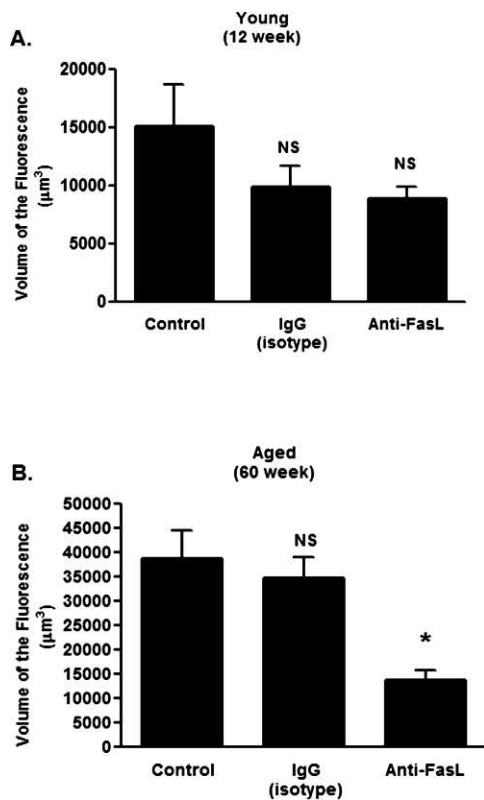 Young
(12 week)
A.
20000
15000
10000
5000
0
Volume of the Fluorescence
(μm³)
NS
NS
Control
IgG
(isotype)
Anti-FasL
Aged
(60 week)
B.
50000
45000
40000
35000
30000
25000
20000
15000
10000
5000
0
Volume of the Fluorescence
(μm³)
NS
*
Control
IgG
(isotype)
Anti-FasL